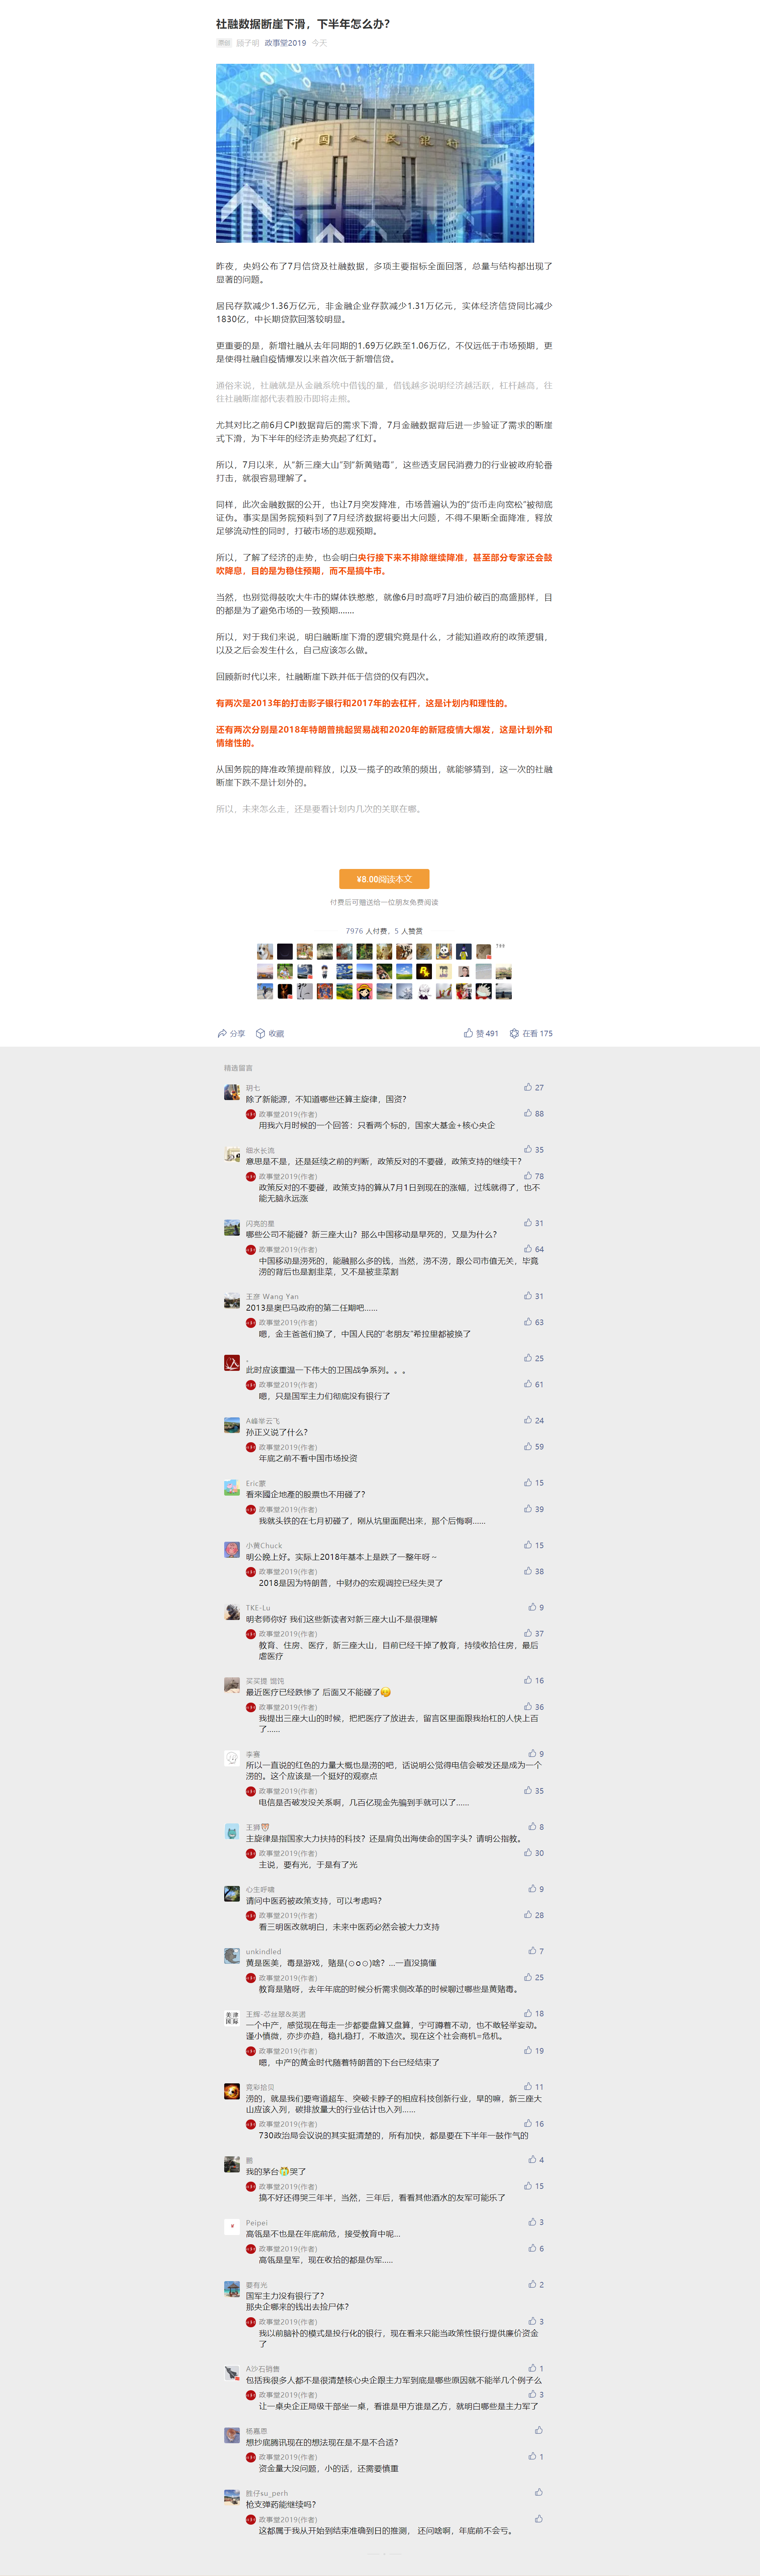 社融数据断崖下滑，下半年怎么办？
原创 顾子明 政事堂2019 今天
中国人民银行
昨夜，央妈公布了7月信贷及社融数据，多项主要指标全面回落，总量与结构都出现了
显著的问题。
居民存款减少1.36万亿元，非金融企业存款减少1.31万亿元，实体经济信贷同比减少
1830亿，中长期贷款回落较明显。
更重要的是，新增社融从去年同期的1.69万亿跌至1.06万亿，不仅远低于市场预期，更
是使得社融自疫情爆发以来首次低于新增信贷。
通俗来说，社融就是从金融系统中借钱的量，借钱越多说明经济越活跃，杠杆越高，往
往社融断崖都代表着股市即将走熊。
尤其对比之前6月CPI数据背后的需求下滑，7月金融数据背后进一步验证了需求的断崖
式下滑，为下半年的经济走势亮起了红灯。
所以，7月以来，从“新三座大山”到“新黄赌毒”，这些透支居民消费力的行业被政府轮番
打击，就很容易理解了。
同样，此次金融数据的公开，也让7月突发降准，市场普遍认为的“货币走向宽松”被彻底
证伪。事实是国务院预料到了7月经济数据将要出大问题，不得不果断全面降准，释放
足够流动性的同时，打破市场的悲观预期。
所以，了解了经济的走势，也会明白央行接下来不排除继续降准，甚至部分专家还会鼓
吹降息，目的是为稳住预期，而不是搞牛市。
当然，也别觉得鼓吹大牛市的媒体铁憨憨，就像6月时高呼7月油价破百的高盛那样，目
的都是为了避免市场的一致预期.......
所以，对于我们来说，明白融断崖下滑的逻辑究竟是什么，才能知道政府的政策逻辑，
以及之后会发生什么，自己应该怎么做。
回顾新时代以来，社融断崖下跌并低于信贷的仅有四次。
有两次是2013年的打击影子银行和2017年的去杠杆，这是计划内和理性的。
还有两次分别是2018年特朗普挑起贸易战和2020年的新冠疫情大爆发，这是计划外和
情绪性的。
从国务院的降准政策提前释放，以及一揽子的政策的频出，就能够猜到，这一次的社融
断崖下跌不是计划外的。
所以，未来怎么走，还是要看计划内几次的关联在哪。
¥8.00阅读本文
付费后可赠送给一位朋友免费阅读
7976 人付费，5 人赞赏
分享 收藏 赞 491 在看 175
精选留言
玥七 27
除了新能源，不知道哪些还算主旋律，国资？
政事堂2019(作者) 88
用我六月时候的一个回答：只看两个标的，国家大基金+核心央企
细水长流 35
意思是不是，还是延续之前的判断，政策反对的不要碰，政策支持的继续干？
政事堂2019(作者) 78
政策反对的不要碰，政策支持的算从7月1日到现在的涨幅，过线就得了，也不
能无脑永远涨
闪亮的星 31
哪些公司不能碰？新三座大山？那么中国移动是早死的，又是为什么？
政事堂2019(作者) 64
中国移动是涝死的，能融那么多的钱，当然，涝不涝，跟公司市值无关，毕竟
涝的背后也是割韭菜，又不是被韭菜割
王彦 Wang Yan 31
2013是奥巴马政府的第二任期吧......
政事堂2019(作者) 63
嗯，金主爸爸们换了，中国人民的“老朋友”希拉里都被换了
。 25
此时应该重温一下伟大的卫国战争系列。。。
政事堂2019(作者) 61
嗯，只是国军主力们彻底没有银行了
A峰举云飞 24
孙正义说了什么？
政事堂2019(作者) 59
年底之前不看中国市场投资
Eric蒙 15
看來國企地產的股票也不用碰了？
政事堂2019(作者) 39
我就头铁的在七月初碰了，刚从坑里面爬出来，那个后悔啊......
小黄Chuck 15
明公晚上好。实际上2018年基本上是跌了一整年呀～
政事堂2019(作者) 38
2018是因为特朗普，中财办的宏观调控已经失灵了
TKE-Lu 9
明老师你好 我们这些新读者对新三座大山不是很理解
政事堂2019(作者) 37
教育、住房、医疗，新三座大山，目前已经干掉了教育，持续收拾住房，最后
虐医疗
买买提 馄饨 16
最近医疗已经跌惨了 后面又不能碰了
政事堂2019(作者) 36
我提出三座大山的时候，把把医疗了放进去，留言区里面跟我抬杠的人快上百
了......
李骞 9
所以一直说的红色的力量大概也是涝的吧，话说明公觉得电信会破发还是成为一个
涝的。这个应该是一个挺好的观察点
政事堂2019(作者) 35
电信是否破发没关系啊，几百亿现金先骗到手就可以了......
王狮 8
主旋律是指国家大力扶持的科技？还是肩负出海使命的国字头？请明公指教。
政事堂2019(作者) 30
主说，要有光，于是有了光
心生呼啸 9
请问中医药被政策支持，可以考虑吗？
政事堂2019(作者) 28
看三明医改就明白，未来中医药必然会被大力支持
unkindled 7
黄是医美，毒是游戏，赌是(⊙o⊙)啥？...一直没搞懂
政事堂2019(作者) 25
教育是赌呀，去年年底的时候分析需求侧改革的时候聊过哪些是黄赌毒。
王辉-芯丝翠&英诺 18
一个中产，感觉现在每走一步都要盘算又盘算，宁可蹲着不动，也不敢轻举妄动。
谨小慎微，亦步亦趋，稳扎稳打，不敢造次。现在这个社会商机=危机。
政事堂2019(作者) 19
嗯，中产的黄金时代随着特朗普的下台已经结束了
霓彩拾贝 11
涝的，就是我们要弯道超车、突破卡脖子的相应科技创新行业，旱的嘛，新三座大
山应该入列，碳排放量大的行业估计也入列......
政事堂2019(作者) 16
730政治局会议说的其实挺清楚的，所有加快，都是要在下半年一鼓作气的
4
我的茅台哭了
政事堂2019(作者) 15
搞不好还得哭三年半，当然，三年后，看看其他酒水的友军可能乐了
Peipei 3
高瓴是不也是在年底前危，接受教育中呢...
政事堂2019(作者) 6
高瓴是皇军，现在收拾的都是伪军.....
要有光 2
国军主力没有银行了？
那央企哪来的钱出去捡尸体？
政事堂2019(作者) 3
我以前脑补的模式是投行化的银行，现在看来只能当政策性银行提供廉价资金
了
A沙石销售 1
包括我很多人都不是很清楚核心央企跟主力军到底是哪些原因就不能举几个例子么
政事堂2019(作者) 3
让一桌央企正局级干部坐一桌，看谁是甲方谁是乙方，就明白哪些是主力军了
杨嘉恩
想抄底腾讯现在的想法现在是不是不合适？
政事堂2019(作者) 1
资金量大没问题，小的话，还需要慎重
胜仔su_perh
枪支弹药能继续吗？
政事堂2019(作者)
这都属于我从开始到结束准确到日的推测， 还问啥啊，年底前不会亏。